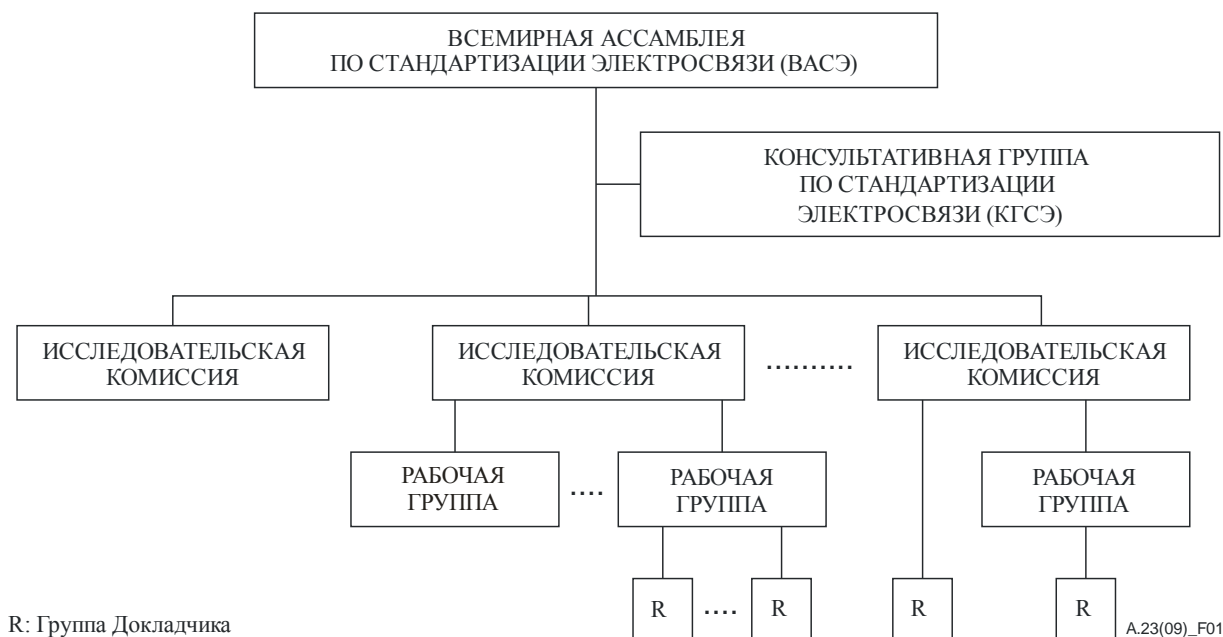 ВСЕМИРНАЯ АССАМБЛЕЯ
ПО СТАНДАРТИЗАЦИИ ЭЛЕКТРОСВЯЗИ (ВАСЭ)
КОНСУЛЬТАТИВНАЯ ГРУППА
ПО СТАНДАРТИЗАЦИИ
ЭЛЕКТРОСВЯЗИ (КГСЭ)
ИССЛЕДОВАТЕЛЬСКАЯ
КОМИССИЯ
ИССЛЕДОВАТЕЛЬСКАЯ
КОМИССИЯ
..........
ИССЛЕДОВАТЕЛЬСКАЯ
КОМИССИЯ
РАБОЧАЯ
ГРУППА
....
РАБОЧАЯ
ГРУППА
РАБОЧАЯ
ГРУППА
R .... R R R
R: Группа Докладчика
A.23(09)_F01